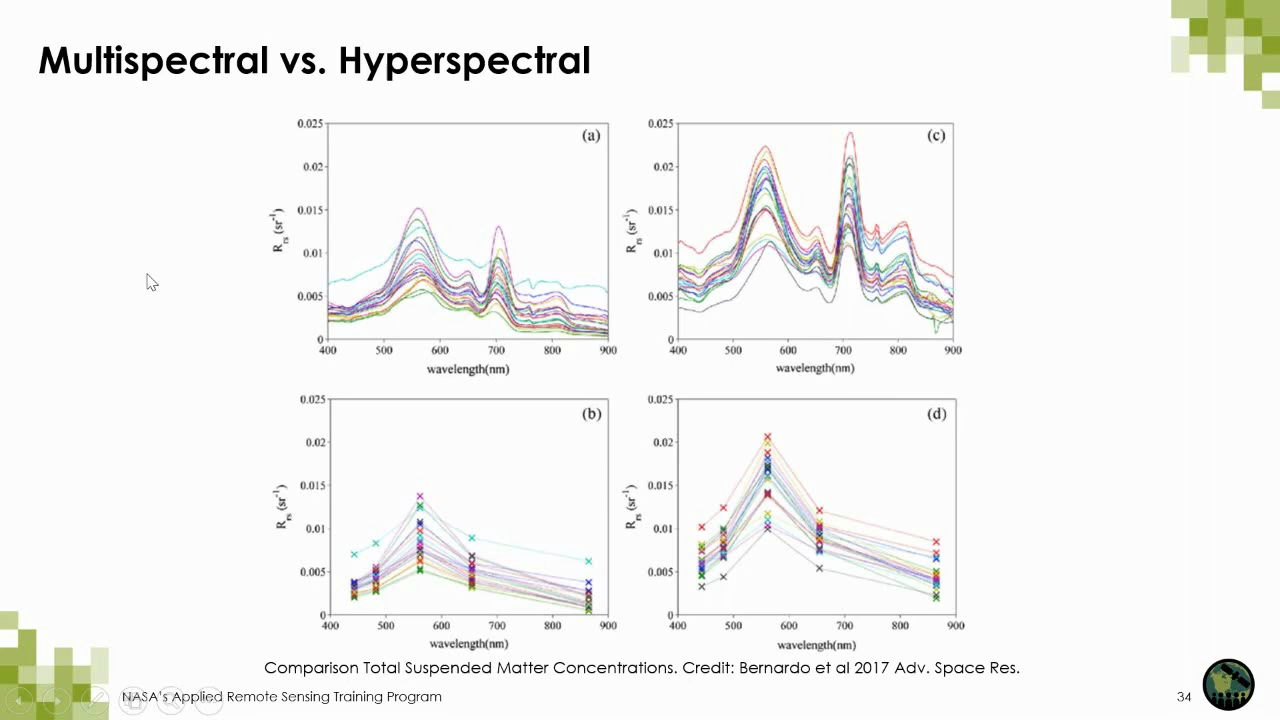 Multispectral vs. Hyperspectral
0.025
0.02
0.015
0.01
0.005
0
(a)
Rrs (sr-1)
400 500 600 700 800 900
wavelength(nm)
0.025
0.02
0.015
0.01
0.005
0
(c)
Rrs (sr-1)
400 500 600 700 800 900
wavelength(nm)
0.025
0.02
0.015
0.01
0.005
0
(b)
Rrs (sr-1)
400 500 600 700 800 900
wavelength(nm)
0.025
0.02
0.015
0.01
0.005
0
(d)
Rrs (sr-1)
400 500 600 700 800 900
wavelength(nm)
Comparison Total Suspended Matter Concentrations. Credit: Bernardo et al 2017 Adv. Space Res.
NASA's Applied Remote Sensing Training Program
34